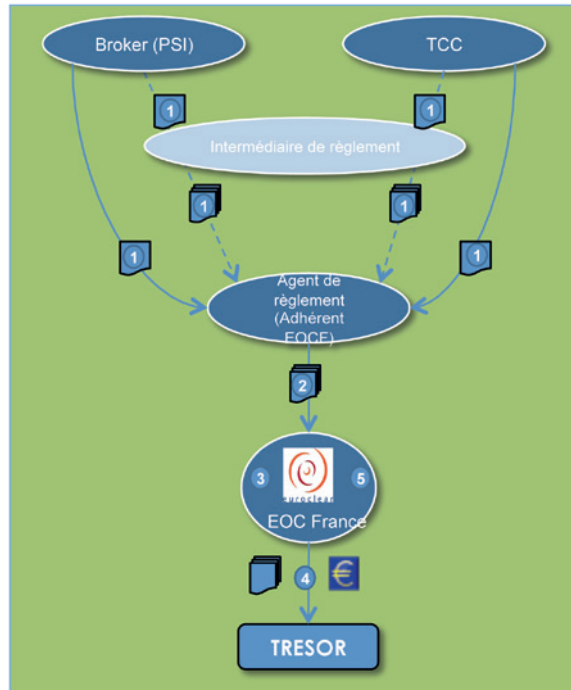 Broker (PSI)
TCC
1
1
Intermédiaire de règlement
1
1
1
1
Agent de
règlement
(Adhérent
EOCF)
2
3
5
euroclear
EOC France
4
€
TRESOR